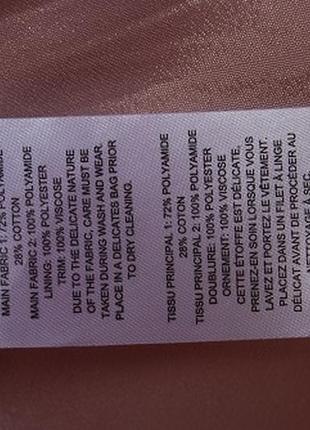 MAIN FABRIC 1: 72% POLYAMIDE
28% COTTON
MAIN FABRIC 2: 100% POLYAMIDE
LINING: 100% POLYESTER
TRIM: 100% VISCOSE
DUE TO THE DELICATE NATURE
OF THE FABRIC, CARE MUST BE
TAKEN DURING WASH AND WEAR.
PLACE IN A DELICATES BAG PRIOR
TO DRY CLEANING.
TISSU PRINCIPAL 1: 72% POLYAMIDE
28% COTON
TISSU PRINCIPAL 2: 100% POLYAMIDE
DOUBLURE: 100% POLYESTER
ORNEMENT: 100% VISCOSE
CETTE ÉTOFFE EST DÉLICATE,
PRENEZ-EN SOIN LORSQUE VOUS
LAVEZ ET PORTEZ LE VÊTEMENT.
PLACEZ DANS UN FILET À LINGE
DÉLICAT AVANT DE PROCÉDER AU
NETTOYAGE À SEC.